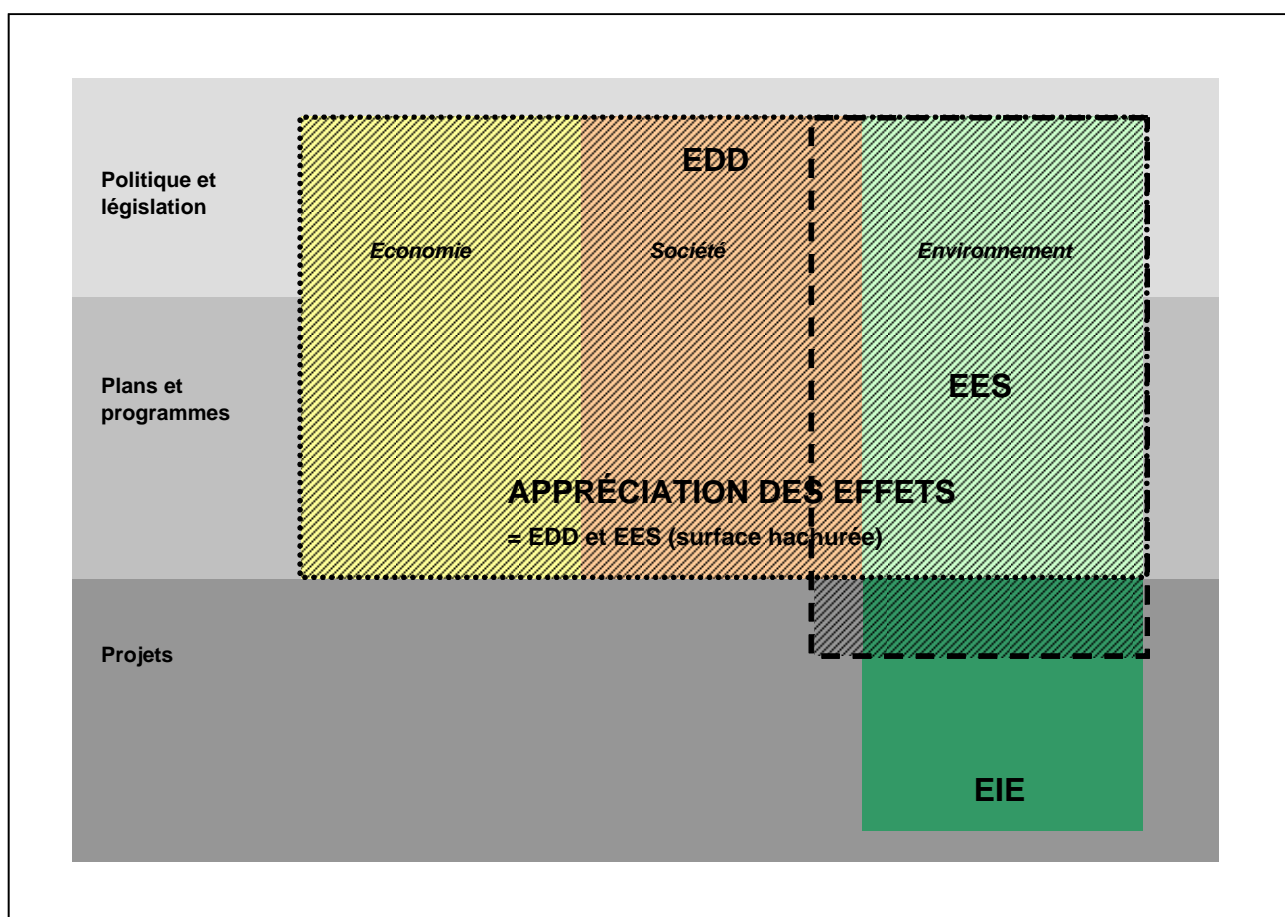 EDD
Politique et
législation
Economie
Société
Environnement
Plans et
programmes
EES
APPRÉCIATION DES EFFETS
= EDD et EES (surface hachurée)
Projets
EIE